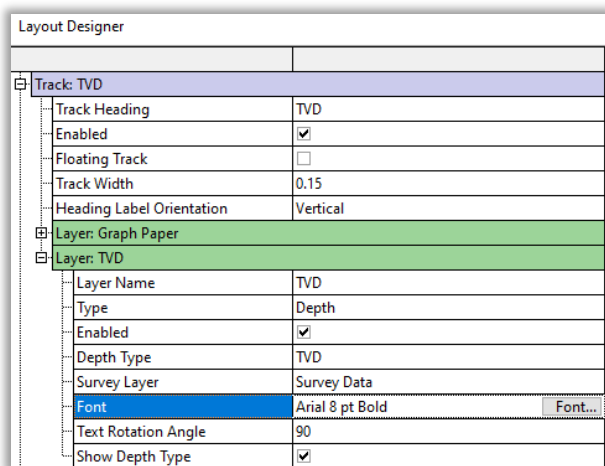 Layout Designer
Track: TVD
Track Heading TVD
Enabled
Floating Track
Track Width 0.15
Heading Label Orientation Vertical
Layer: Graph Paper
Layer: TVD
Layer Name TVD
Type Depth
Enabled
Depth Type TVD
Survey Layer Survey Data
Font Arial 8 pt Bold Font...
Text Rotation Angle 90
Show Depth Type